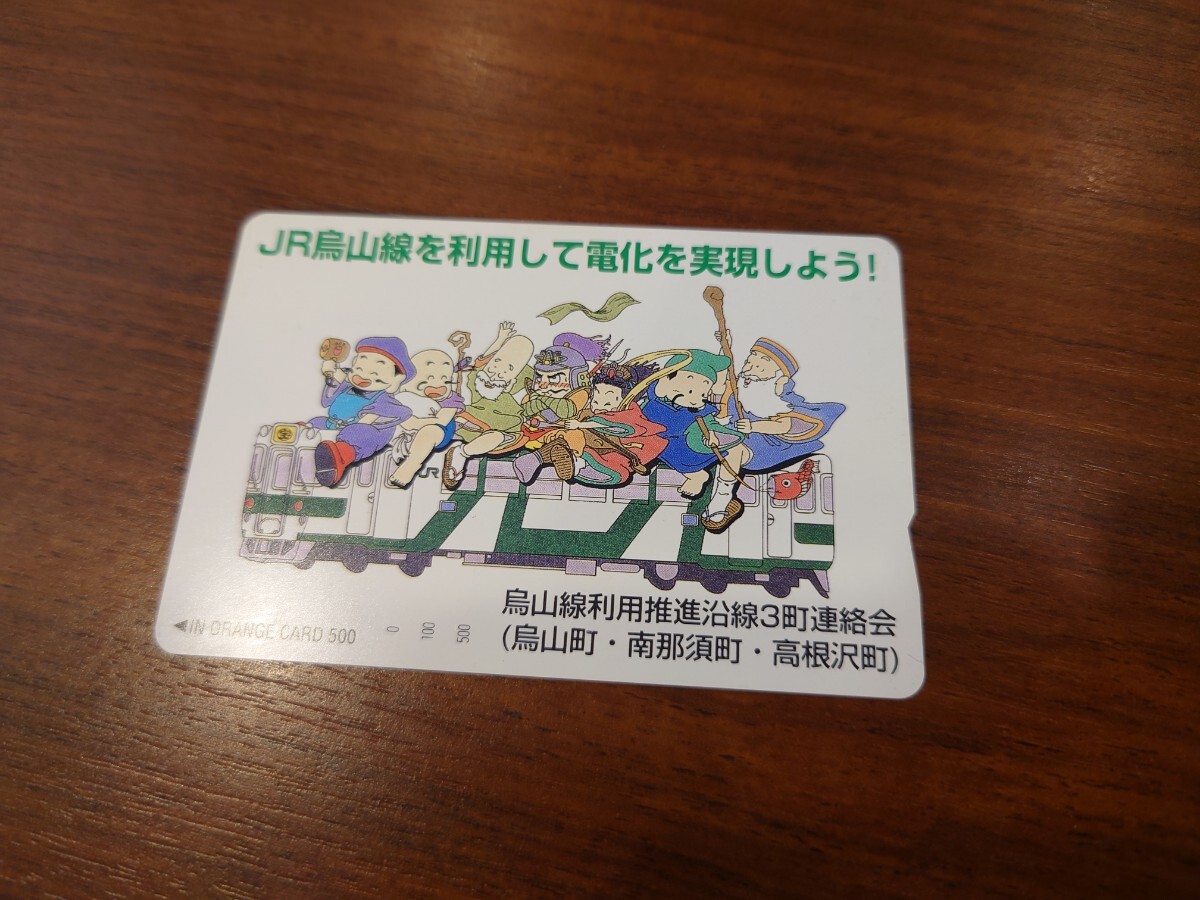 JR烏山線を利用して電化を実現しよう!
JR
烏山線利用推進沿線3町連絡会
(烏山町・南那須町・高根沢町)
◀IN ORANGE CARD 500
0 100 500